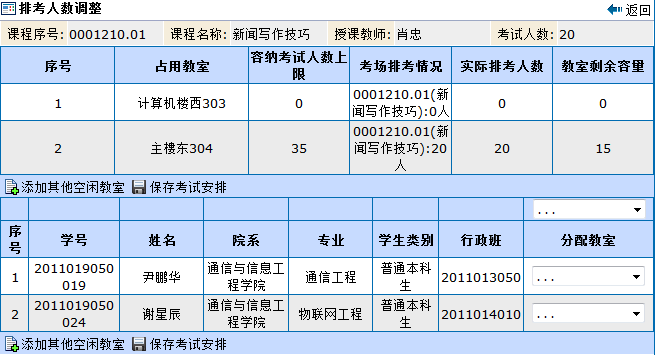 排考人数调整 返回
课程序号: 0001210.01 课程名称: 新闻写作技巧 授课教师: 肖忠 考试人数: 20
序号 占用教室 容纳考试人数上限 考场排考情况 实际排考人数 教室剩余容量
1 计算机楼西303 0 0001210.01(新闻写作技巧):0人 0 0
2 主樓东304 35 0001210.01(新闻写作技巧):20人 20 15
添加其他空闲教室 保存考试安排
...
序号 学号 姓名 院系 专业 学生类别 行政班 分配教室
1 2011019050019 尹鹏华 通信与信息工程学院 通信工程 普通本科生 2011013050 ...
2 2011019050024 谢星辰 通信与信息工程学院 物联网工程 普通本科生 2011014010 ...
添加其他空闲教室 保存考试安排